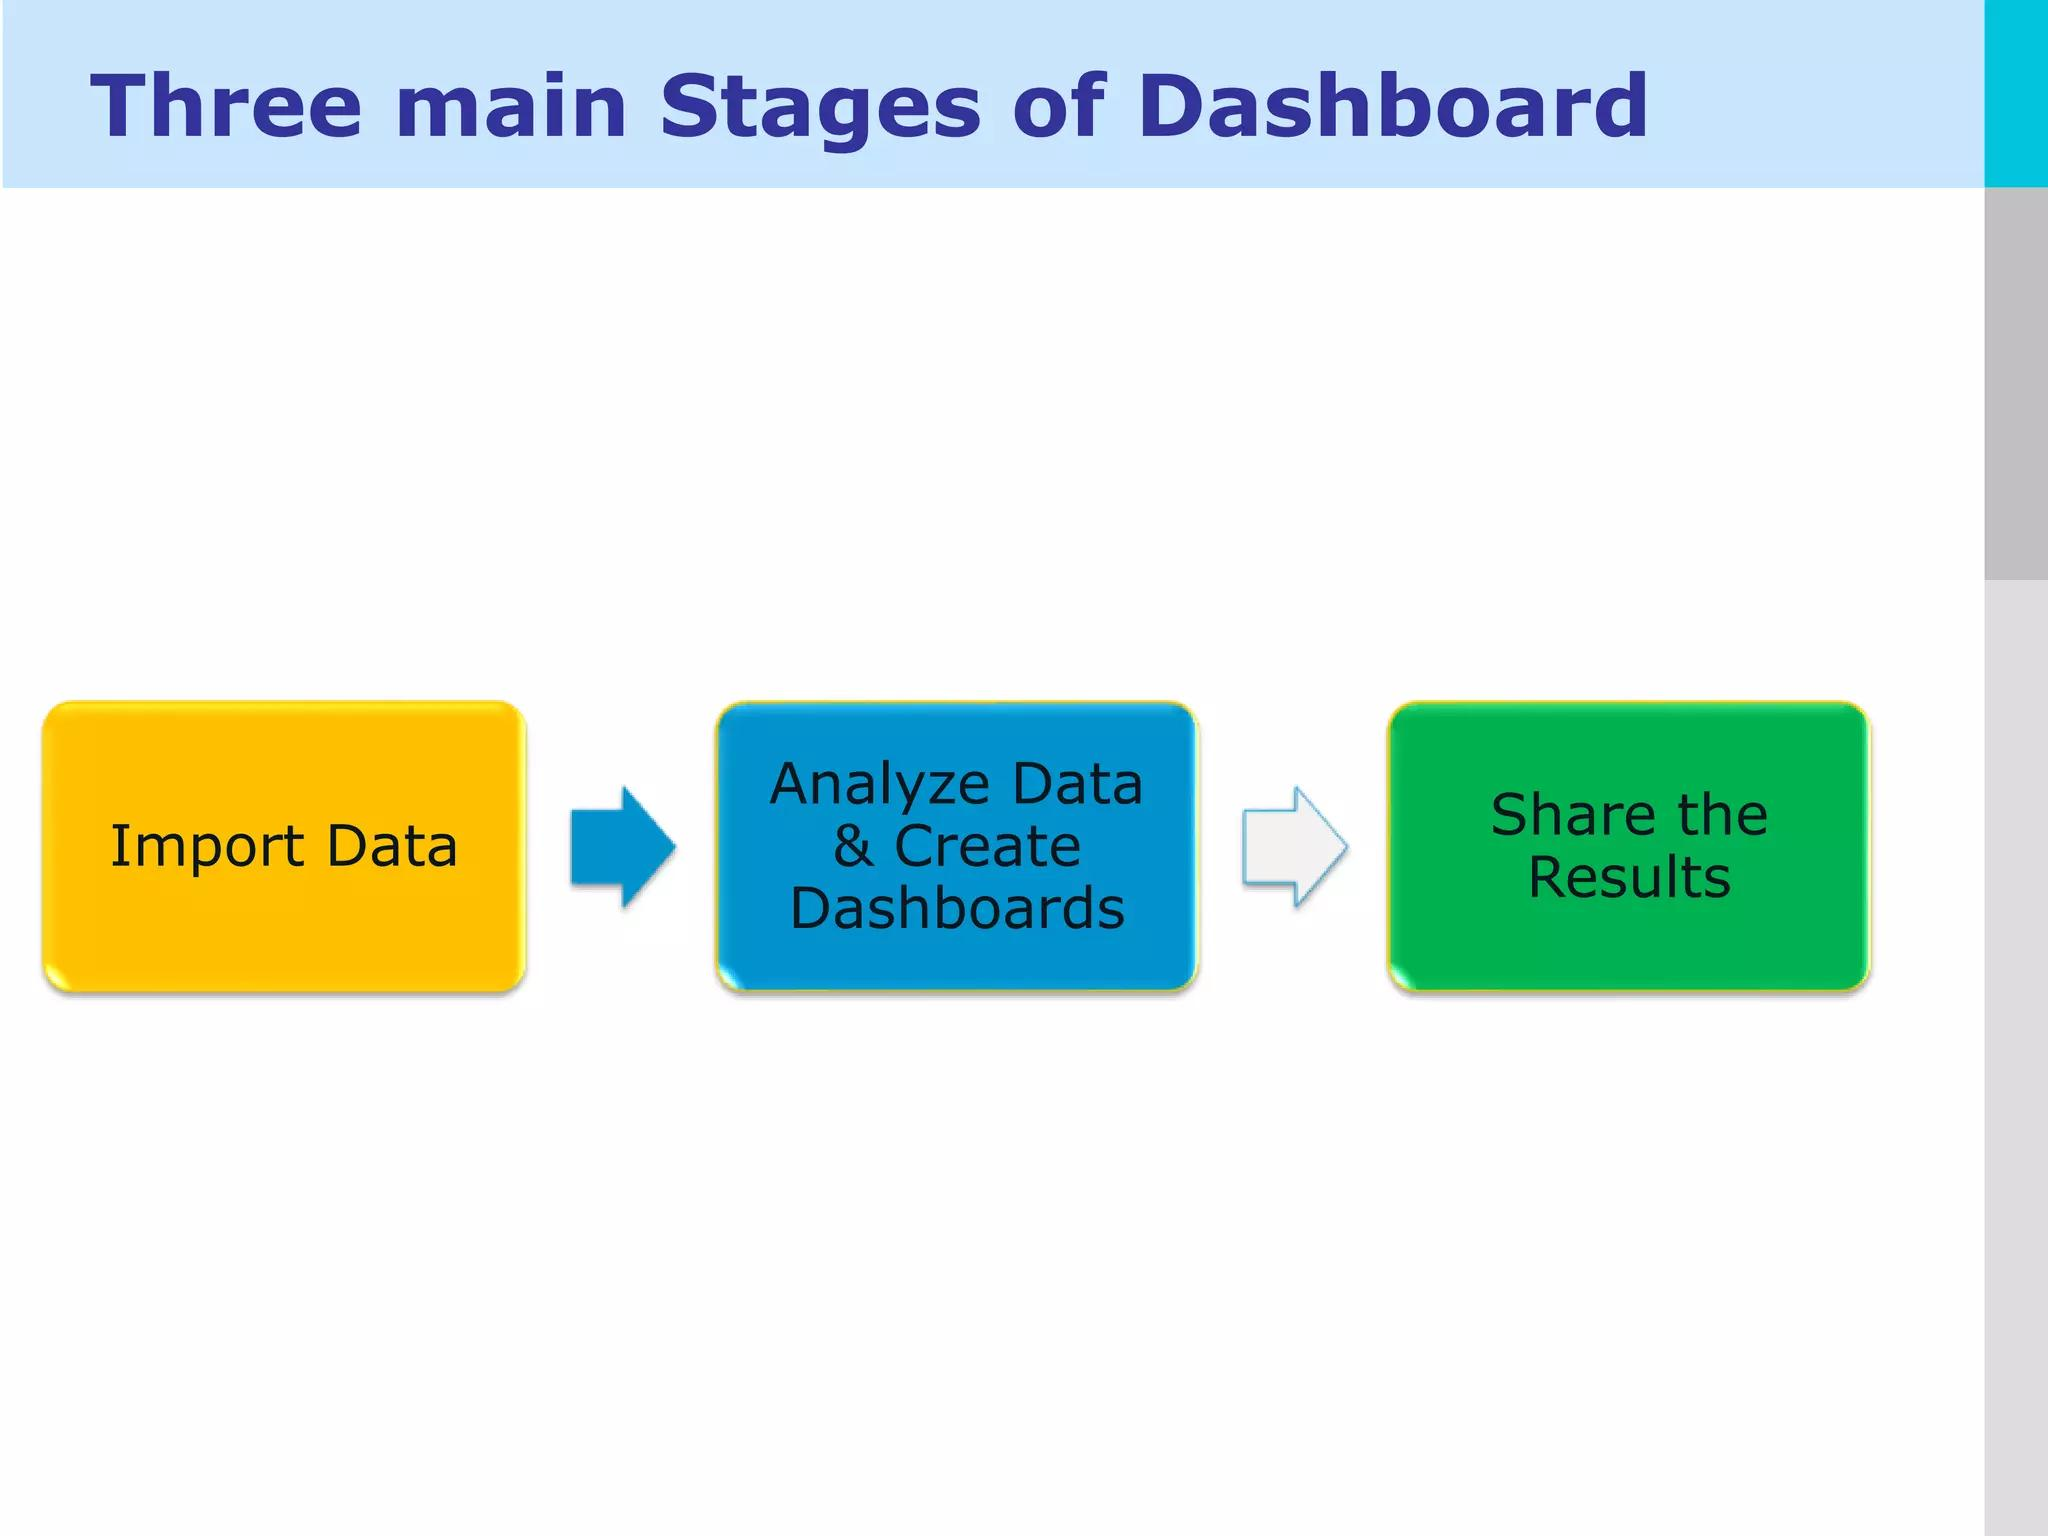 Three main Stages of Dashboard
Import Data
Analyze Data
& Create
Dashboards
Share the
Results